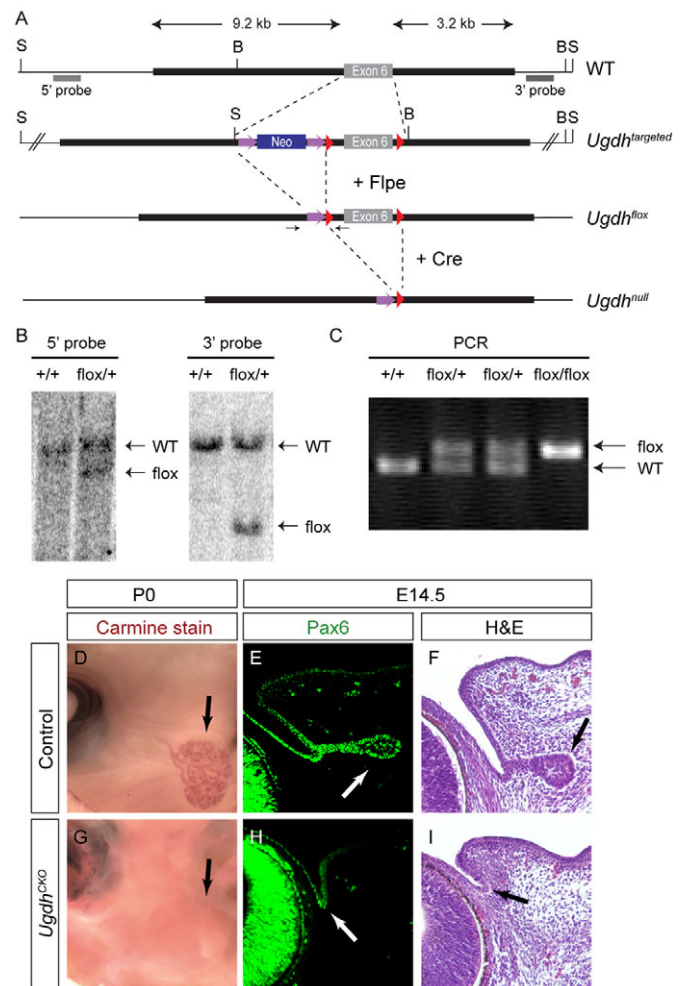 A
9.2 kb
3.2 kb
S
B
Exon 6
BS
WT
5' probe
3' probe
S
S
Neo
Exon 6
B
BS
Ugdh^targeted
+ Flpe
Exon 6
Ugdh^flox
+ Cre
Ugdh^null
B
5' probe
3' probe
+/+
flox/+
+/+
flox/+
WT
flox
WT
flox
C
PCR
+/+
flox/+
flox/+
flox/flox
flox
WT
P0
E14.5
Carmine stain
Pax6
H&E
Control
D
E
F
Ugdh^CKO
G
H
I